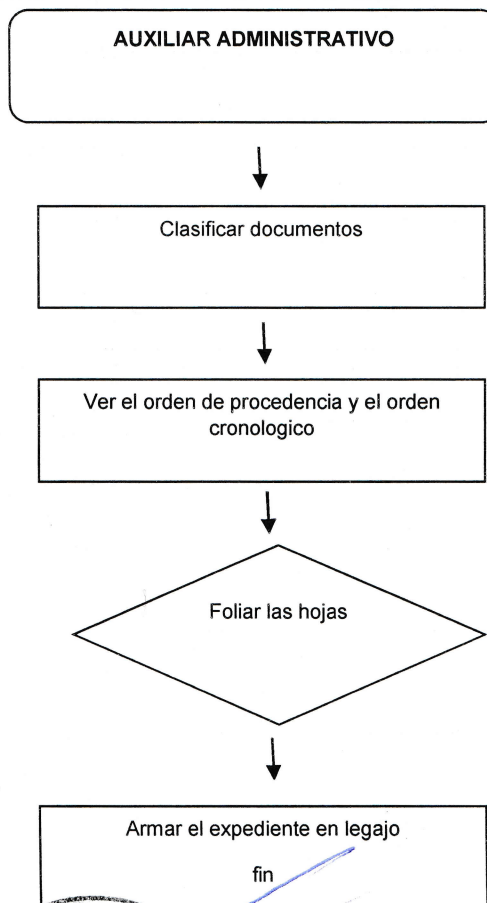 AUXILIAR ADMINISTRATIVO
Clasificar documentos
Ver el orden de procedencia y el orden
cronologico
Foliar las hojas
Armar el expediente en legajo
fin